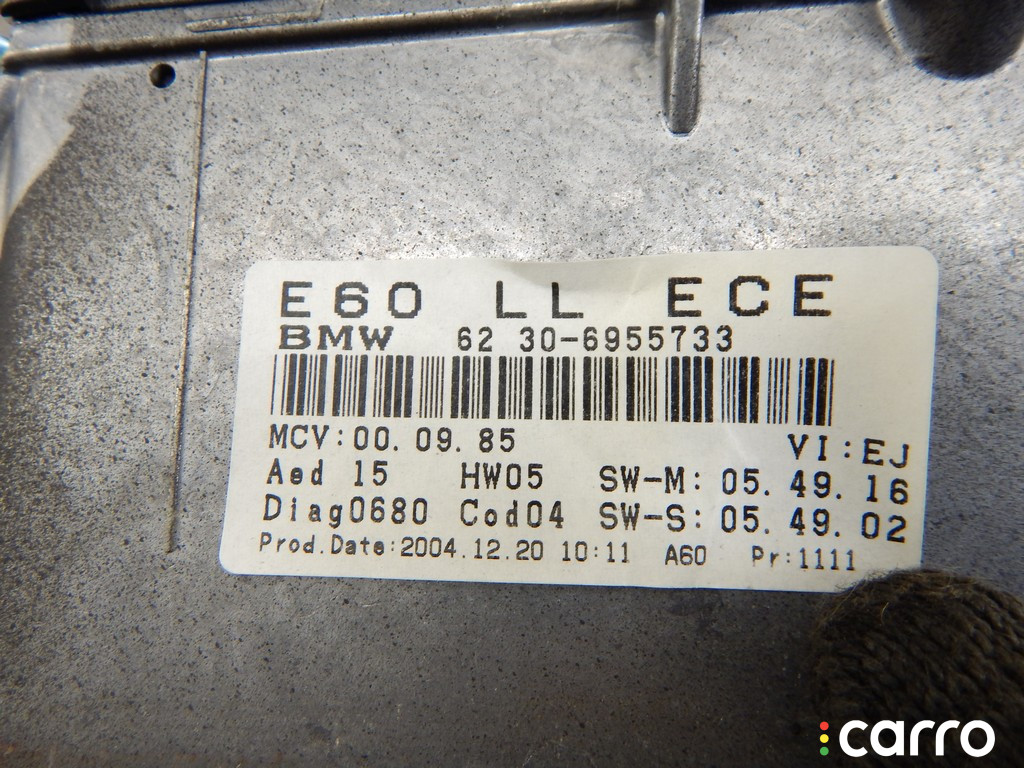 E60 LL ECE
BMW 62 30-6955733
MCV:00.09.85 VI:EJ
Aed 15 HW05 SW-M:05.49.16
Diag0680 Cod04 SW-S:05.49.02
Prod.Date:2004.12.20 10:11 A60 Pr:1111
carro